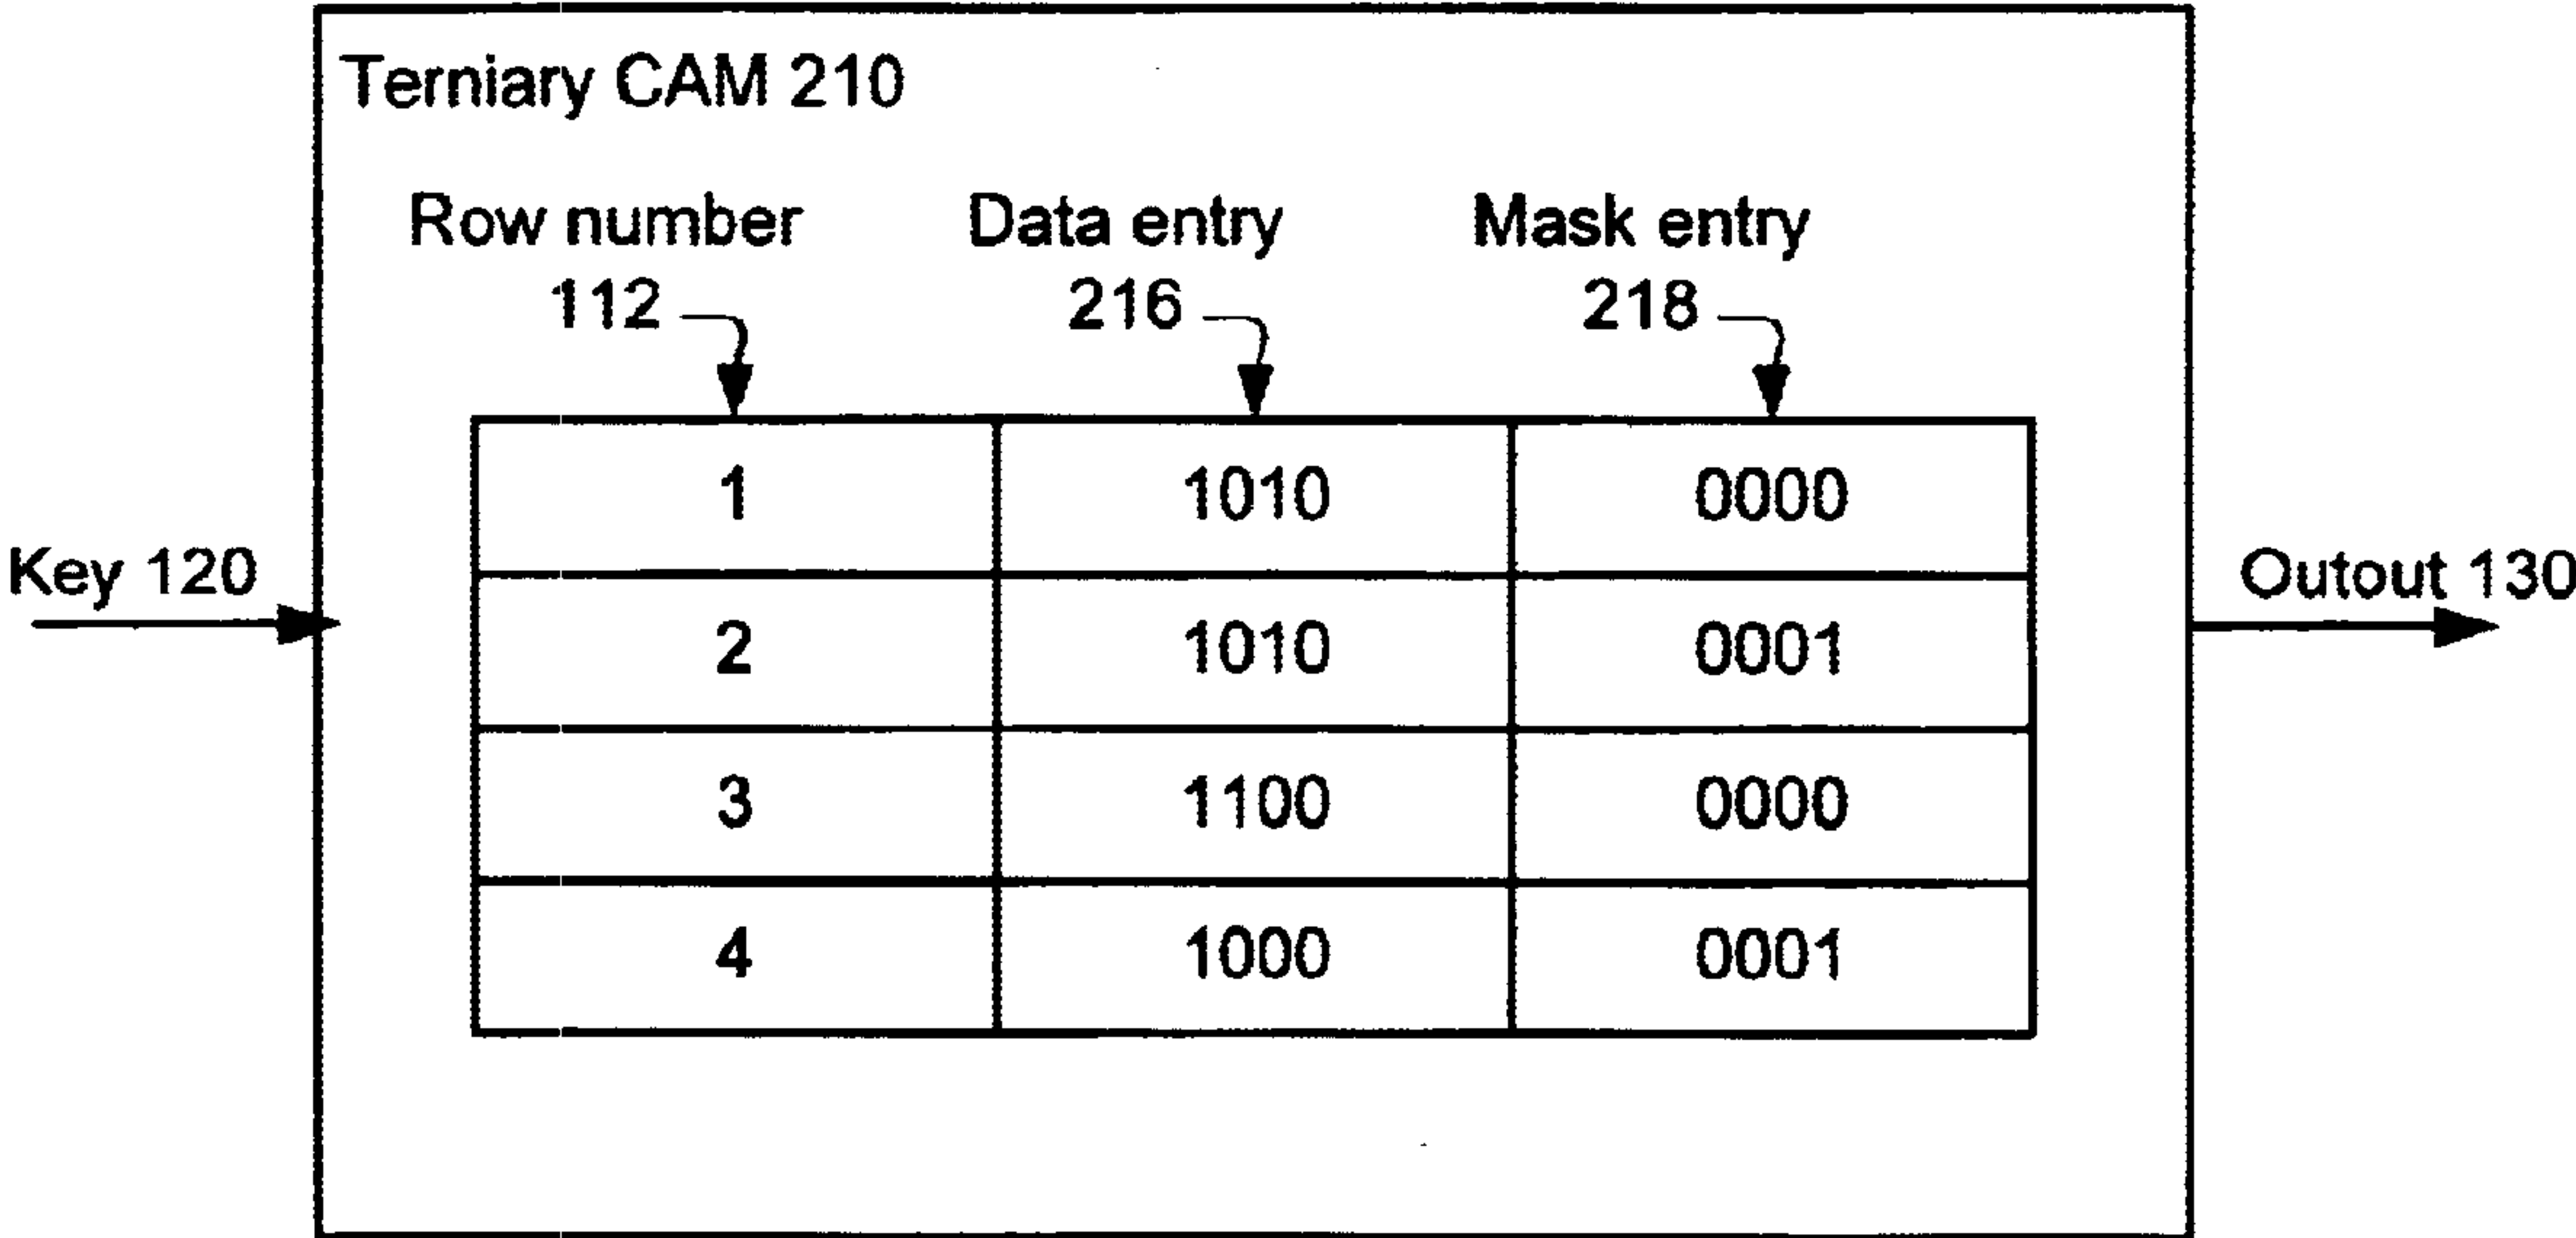 Terniary CAM 210
Row number Data entry Mask entry
112 216 218
1 1010 0000
Key 120 Outout 130
2 1010 0001
3 1100 0000
4 1000 0001